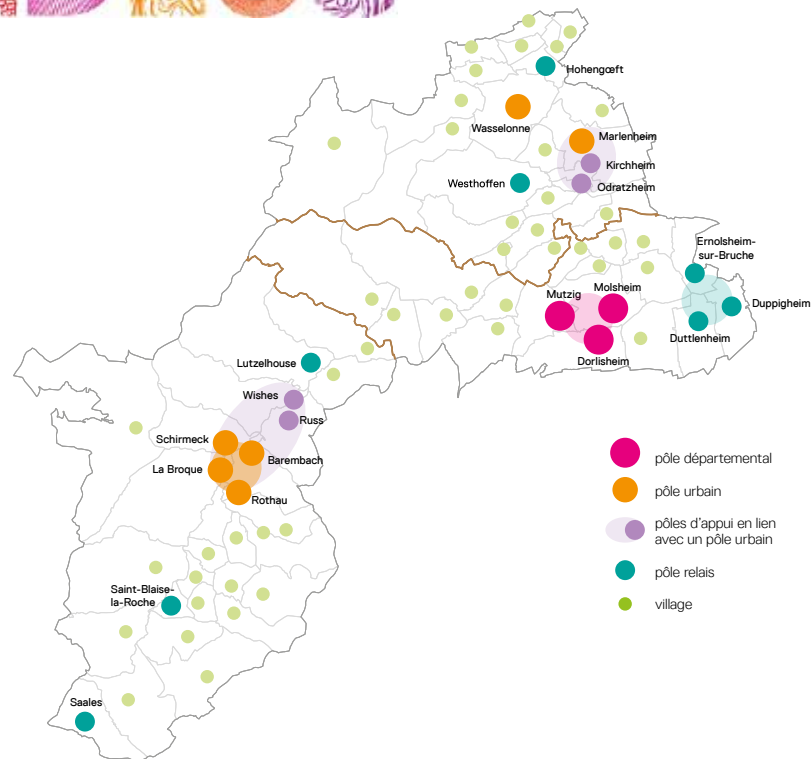 Hohengœft
Wasselonne
Marlenheim
Kirchheim
Westhoffen
Odratzheim
Ernolsheim-
sur-Bruche
Mutzig
Molsheim
Duppigheim
Duttlenheim
Dorlisheim
Lutzelhouse
Wishes
Russ
Schirmeck
Barembach
La Broque
Rothau
Saint-Blaise-
la-Roche
Saales
pôle départemental
pôle urbain
pôles d'appui en lien
avec un pôle urbain
pôle relais
village